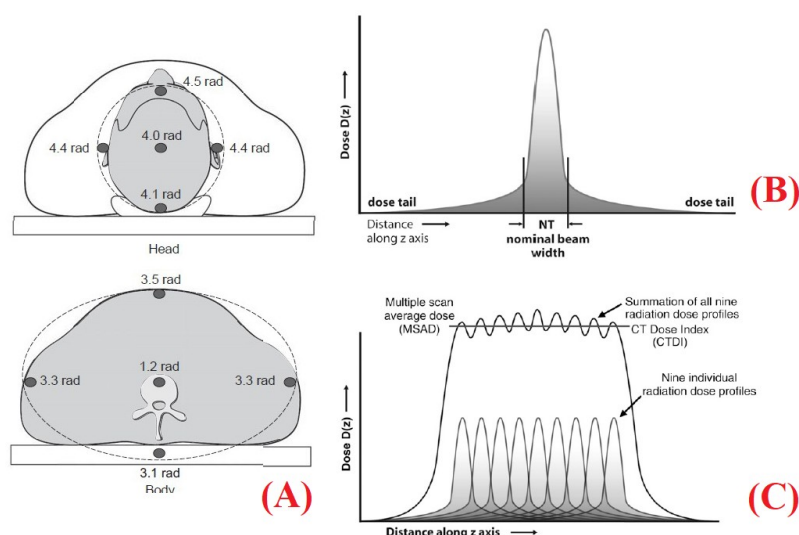 4.5 rad
4.4 rad
4.0 rad
4.4 rad
4.1 rad
Head
3.5 rad
3.3 rad
1.2 rad
3.3 rad
3.1 rad
Body
(A)
Dose D(z)
dose tail
dose tail
Distance
along z axis
NT
nominal beam
width
(B)
Multiple scan
average dose
(MSAD)
Summation of all nine
radiation dose profiles
CT Dose Index
(CTDI)
Nine individual
radiation dose profiles
Dose D(z)
Distance along z axis
(C)